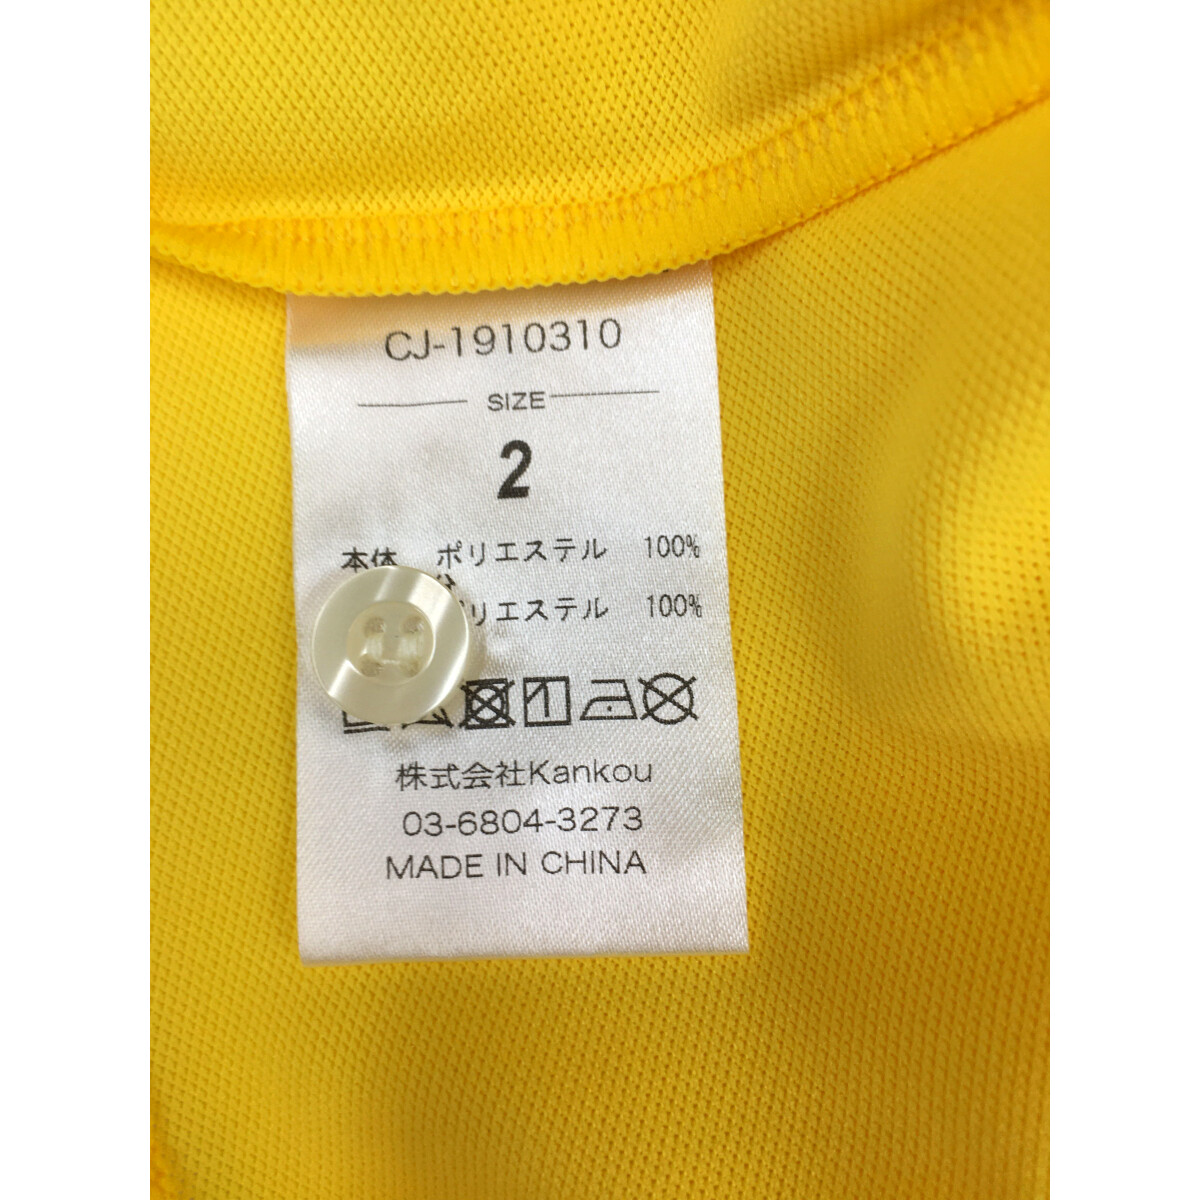 CJ-1910310
SIZE
2
本体 ポリエステル 100%
リエステル 100%
株式会社Kankou
03-6804-3273
MADE IN CHINA